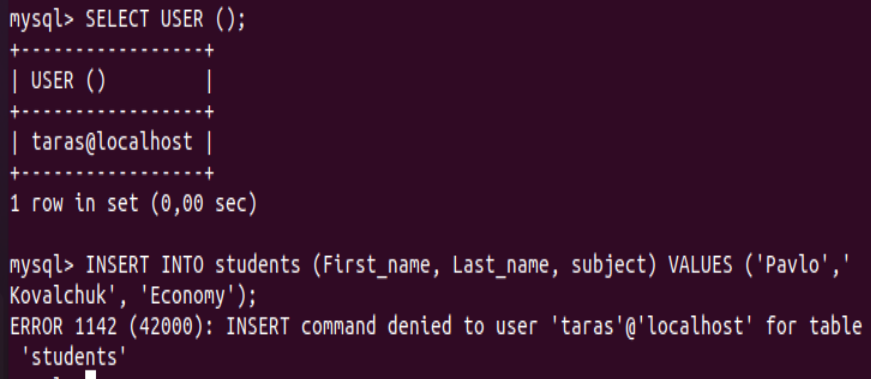 mysql> SELECT USER ();
+-----------------+
| USER ()         |
+-----------------+
| taras@localhost |
+-----------------+
1 row in set (0,00 sec)

mysql> INSERT INTO students (First_name, Last_name, subject) VALUES ('Pavlo','
Kovalchuk', 'Economy');
ERROR 1142 (42000): INSERT command denied to user 'taras'@'localhost' for table
 'students'